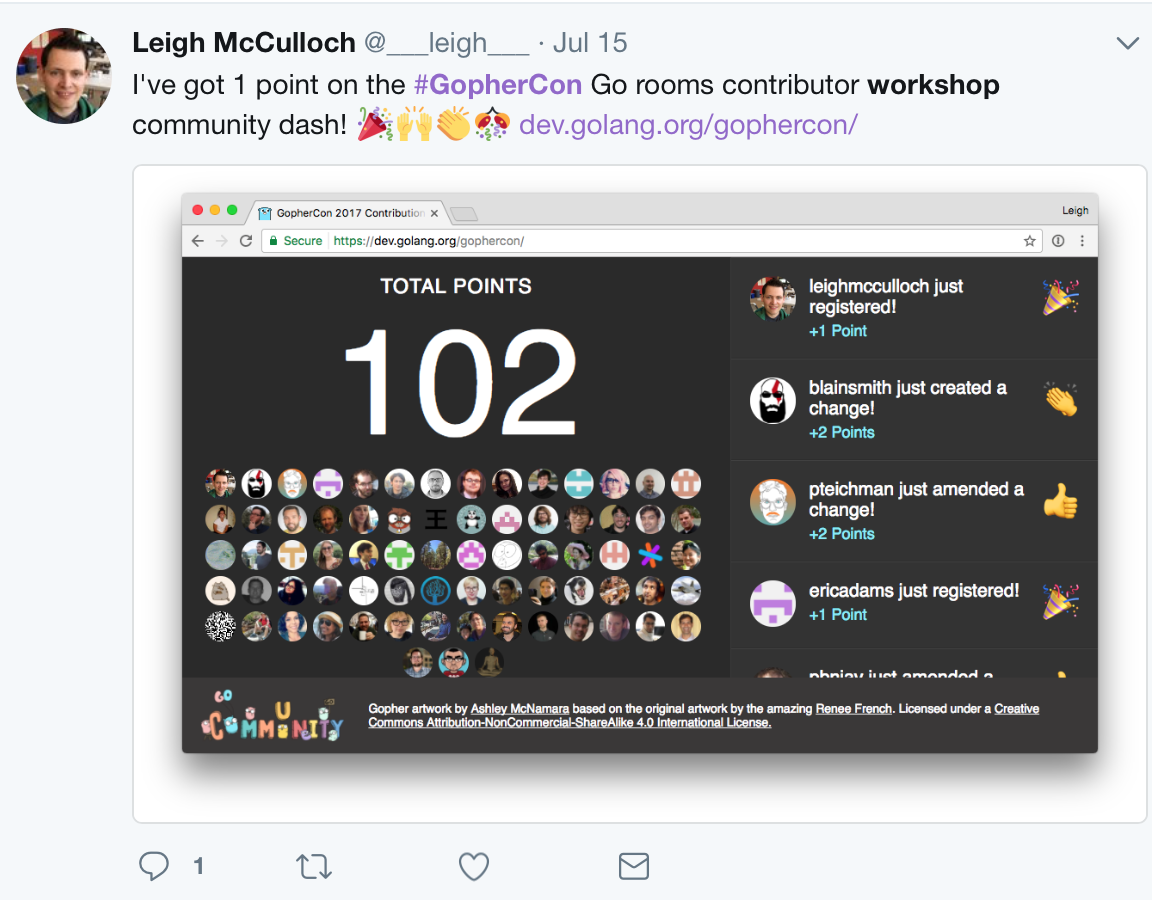 Leigh McCulloch @___leigh___ · Jul 15
I've got 1 point on the #GopherCon Go rooms contributor workshop
community dash! 🎉🙌👏🎊 dev.golang.org/gophercon/
GopherCon 2017 Contribution
Leigh
Secure https://dev.golang.org/gophercon/
TOTAL POINTS
102
leighmcculloch just
registered!
+1 Point
blainsmith just created a
change!
+2 Points
pteichman just amended a
change!
+2 Points
ericadams just registered!
+1 Point
just amended a
GO
COMMUNITY
Gopher artwork by Ashley McNamara based on the original artwork by the amazing Renee French. Licensed under a Creative
Commons Attribution-NonCommercial-ShareAlike 4.0 International License.
1